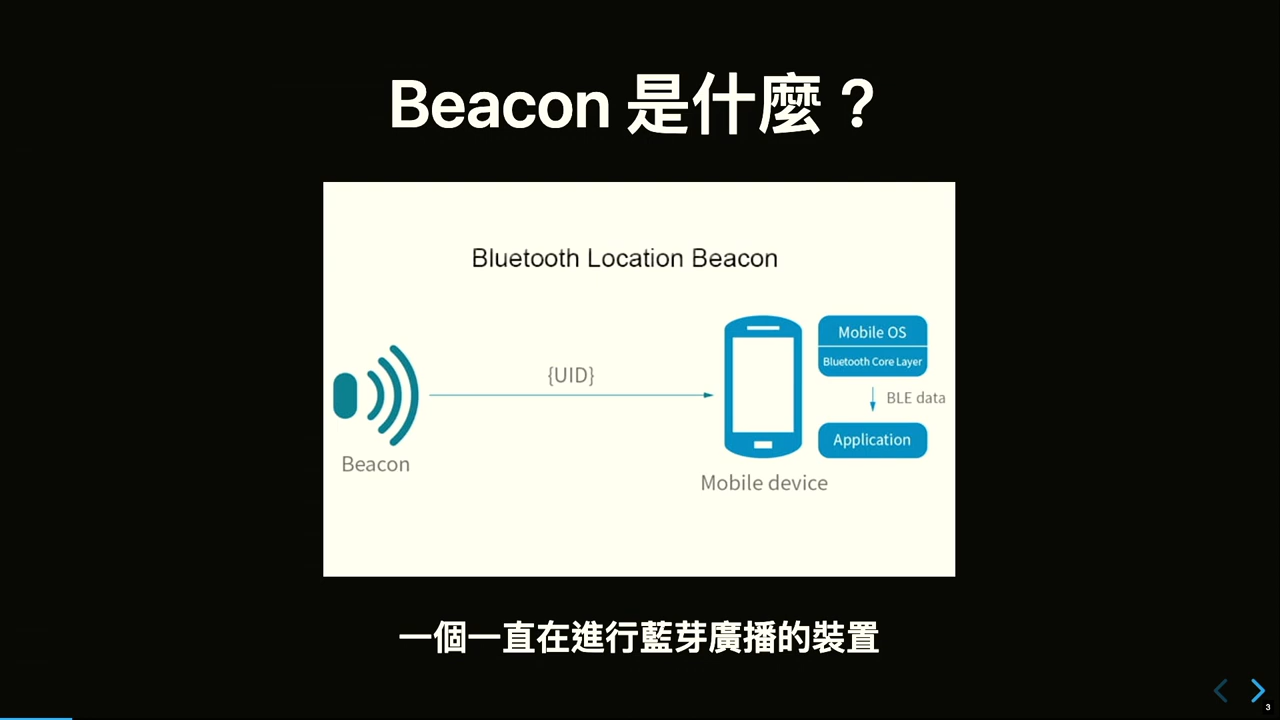 Beacon 是什麼？
Bluetooth Location Beacon
{UID}
Beacon
Mobile device
Mobile OS
Bluetooth Core Layer
BLE data
Application
一個一直在進行藍芽廣播的裝置
3